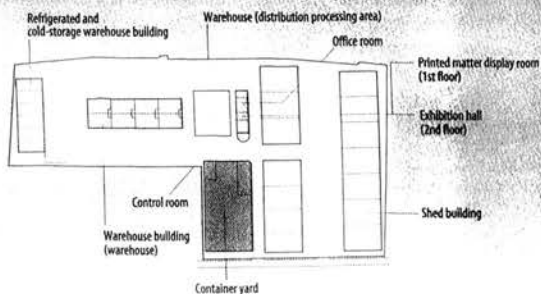 Refrigerated and
cold-storage warehouse building
Warehouse (distribution processing area)
Office room
Printed matter display room
(1st floor)
Exhibition hall
(2nd floor)
Control room
Shed building
Warehouse building
(warehouse)
Container yard